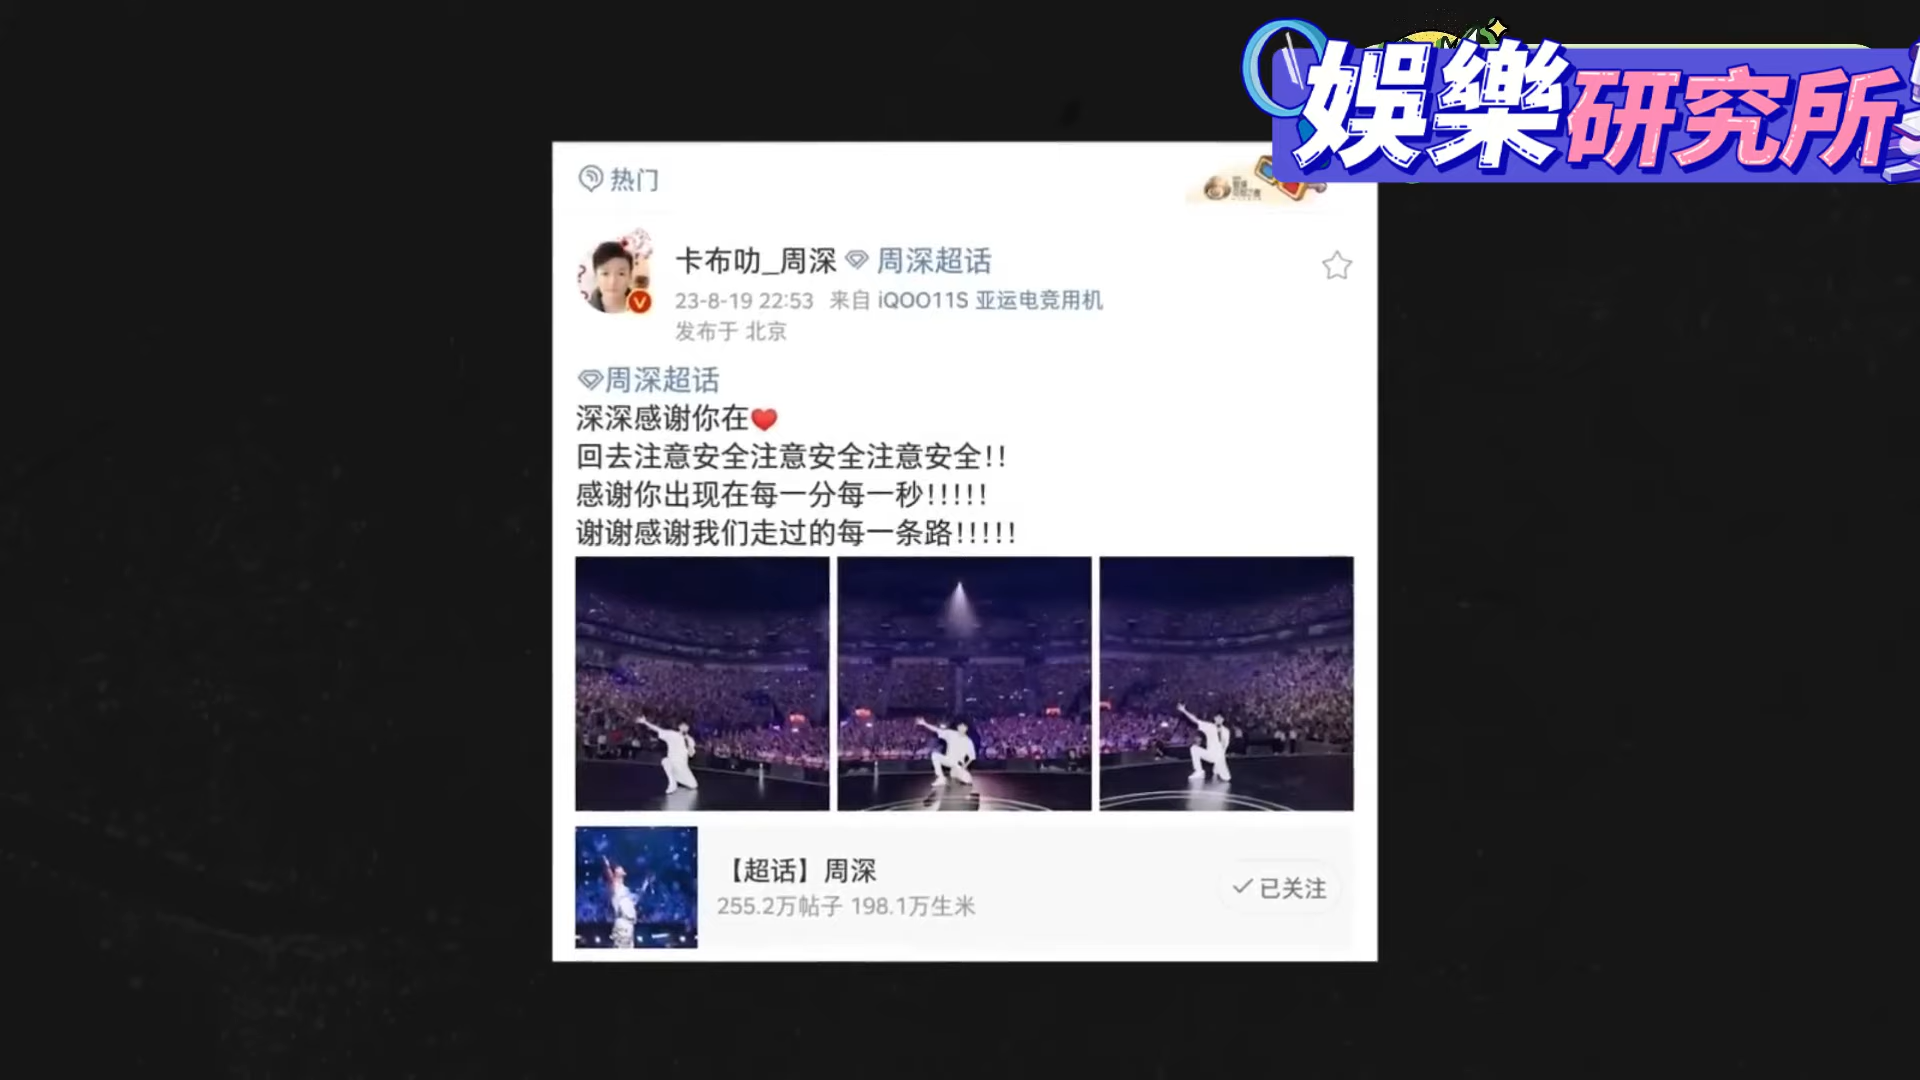 娛樂研究所
热门
卡布叻_周深 周深超话
23-8-19 22:53 来自 iQOO11S 亚运电竞用机
发布于 北京
周深超话
深深感谢你在❤️
回去注意安全注意安全注意安全!!
感谢你出现在每一分每一秒!!!!!
谢谢感谢我们走过的每一条路!!!!!
【超话】周深
255.2万帖子 198.1万生米
已关注